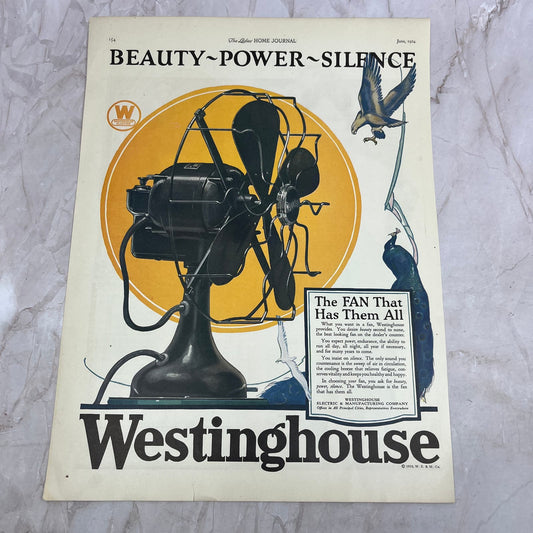 154
The Ladies' HOME JOURNAL
June, 1924
BEAUTY~POWER~SILENCE
W
The FAN That
Has Them All
What you want in a fan, Westinghouse
provides. You desire beauty second to none,
the best looking fan on the dealer's counter.
You expect power, endurance, the ability to
run all day, all night, all year if necessary,
and for many years to come.
You insist on silence. The only sound you
countenance is the sweep of air in circulation,
the cooling breeze that relieves fatigue, con-
serves vitality and keeps you healthy and happy.
In choosing your fan, you ask for beauty,
power, silence. The Westinghouse is the fan
that has them all.
WESTINGHOUSE
ELECTRIC & MANUFACTURING COMPANY
Offices in All Principal Cities, Representatives Everywhere
Westinghouse
© 1924, W. E. & M. Co.